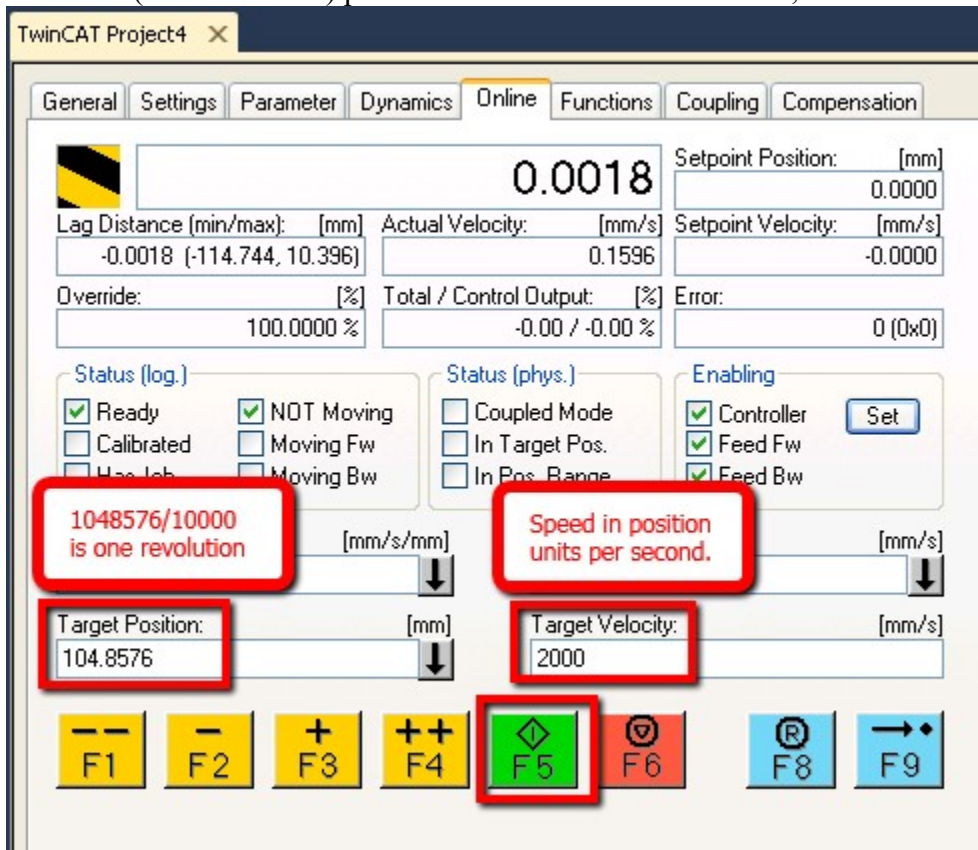 TwinCAT Project4
General Settings Parameter Dynamics Online Functions Coupling Compensation
0.0018
Setpoint Position: [mm]
0.0000
Lag Distance (min/max): [mm] Actual Velocity: [mm/s] Setpoint Velocity: [mm/s]
-0.0018 (-114.744, 10.396) 0.1596 -0.0000
Override: [%] Total / Control Output: [%] Error:
100.0000 % -0.00 / -0.00 % 0 (0x0)
Status (log.) Status (phys.) Enabling
Ready NOT Moving Coupled Mode Controller Set
Calibrated Moving Fw In Target Pos. Feed Fw
Has Job Moving Bw In Pos. Range Feed Bw
1048576/10000
is one revolution
[mm/s/mm]
Speed in position
units per second.
[mm/s]
Target Position: [mm] Target Velocity: [mm/s]
104.8576 2000
-- - + ++ R
F1 F2 F3 F4 F5 F6 F8 F9